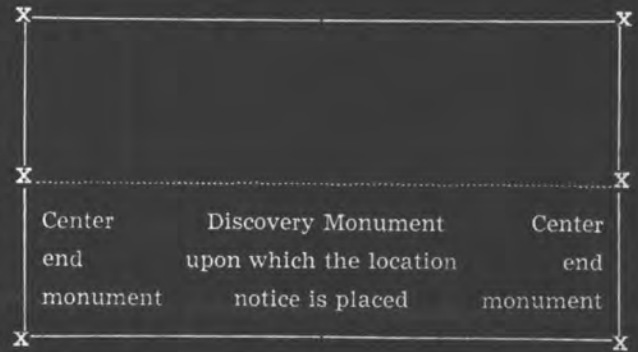 X X
X X
Center Discovery Monument Center
end upon which the location end
monument notice is placed monument
X X